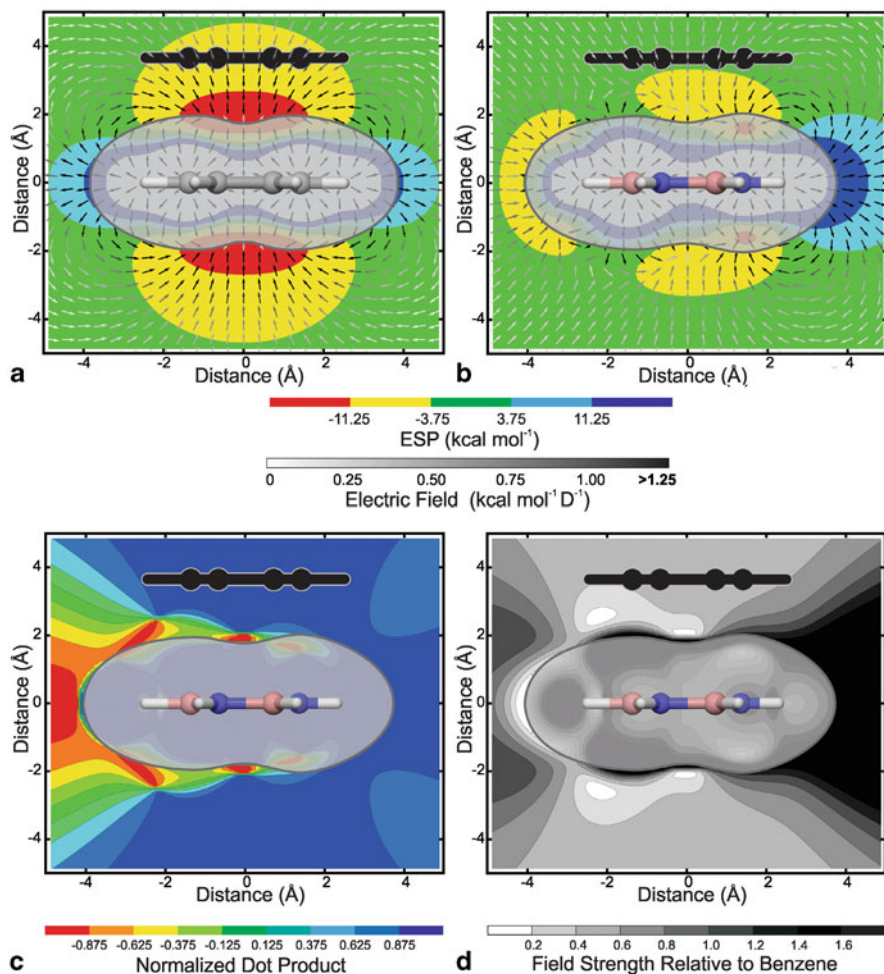 4
2
0
-2
-4
Distance (Å)
-4 -2 0 2 4
Distance (Å)
a
4
2
0
-2
-4
Distance (Å)
-4 -2 0 2 4
Distance (Å)
b
-11.25 -3.75 3.75 11.25
ESP (kcal mol⁻¹)
0 0.25 0.50 0.75 1.00 >1.25
Electric Field (kcal mol⁻¹ D⁻¹)
4
2
0
-2
-4
Distance (Å)
-4 -2 0 2 4
Distance (Å)
-0.875 -0.625 -0.375 -0.125 0.125 0.375 0.625 0.875
c Normalized Dot Product
4
2
0
-2
-4
Distance (Å)
-4 -2 0 2 4
Distance (Å)
0.2 0.4 0.6 0.8 1.0 1.2 1.4 1.6
d Field Strength Relative to Benzene